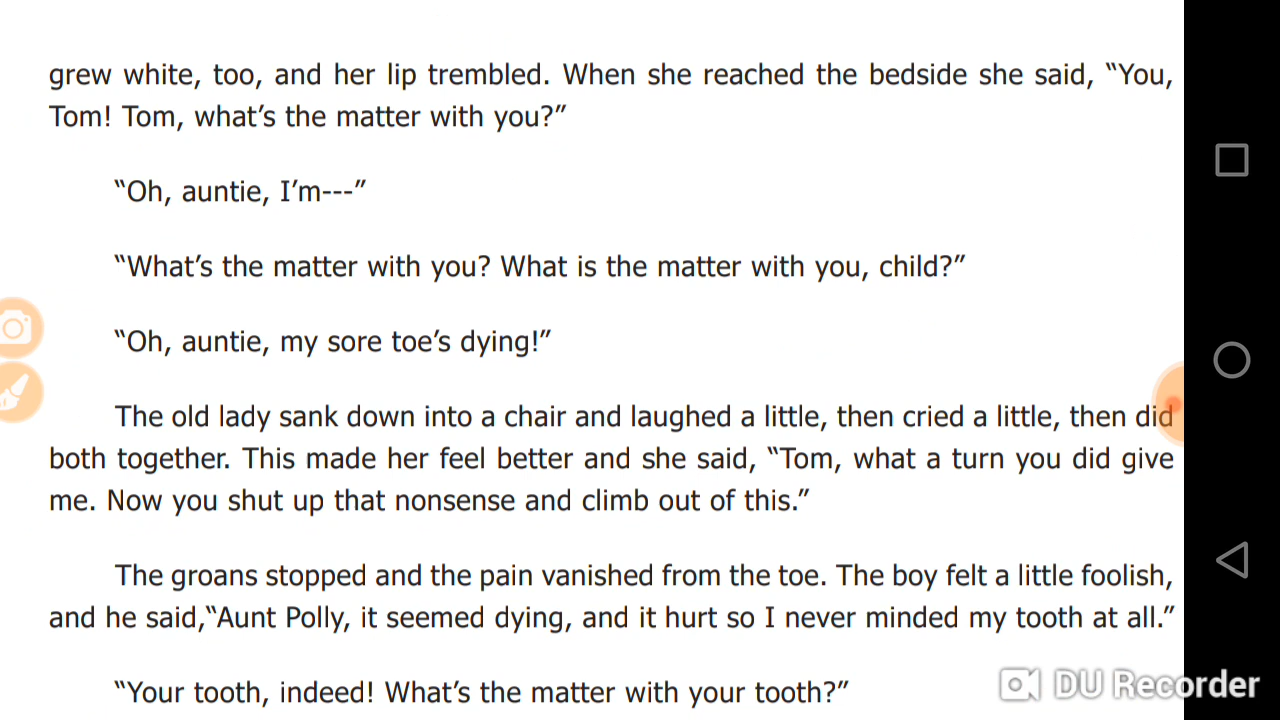 grew white, too, and her lip trembled. When she reached the bedside she said, “You,
Tom! Tom, what’s the matter with you?”
“Oh, auntie, I’m---”
“What’s the matter with you? What is the matter with you, child?”
“Oh, auntie, my sore toe’s dying!”
The old lady sank down into a chair and laughed a little, then cried a little, then did
both together. This made her feel better and she said, “Tom, what a turn you did give
me. Now you shut up that nonsense and climb out of this.”
The groans stopped and the pain vanished from the toe. The boy felt a little foolish,
and he said,“Aunt Polly, it seemed dying, and it hurt so I never minded my tooth at all.”
“Your tooth, indeed! What’s the matter with your tooth?”
DU Recorder